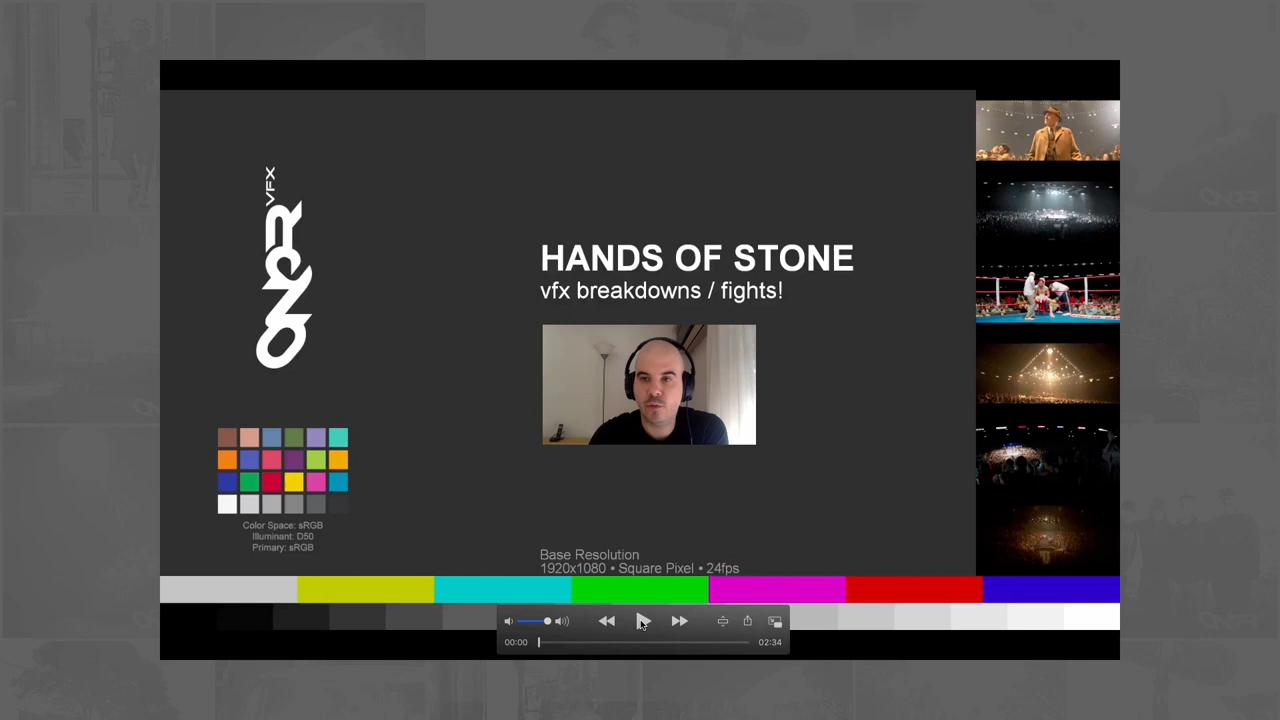 ONOR VFX
HANDS OF STONE
vfx breakdowns / fights!
Color Space: sRGB
Illuminant: D50
Primary: sRGB
Base Resolution
1920x1080 • Square Pixel • 24fps
00:00
02:34